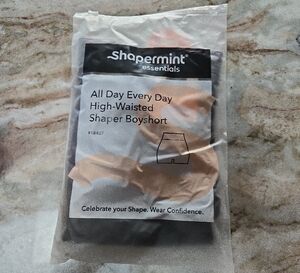 Shapermint
essentials
All Day Every Day
High-Waisted
Shaper Boyshort
Celebrate your Shape. Wear Confidence.